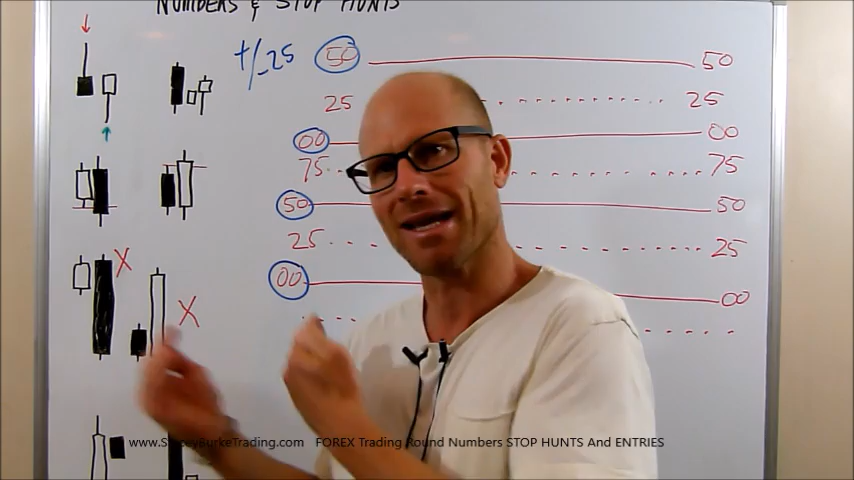 NUMBERS & STOP HUNTS
+/-25 50 50
25 25
00 00
75 75
50 50
25 25
00 00
X
X
www.StaceyBurkeTrading.com FOREX Trading Round Numbers STOP HUNTS And ENTRIES